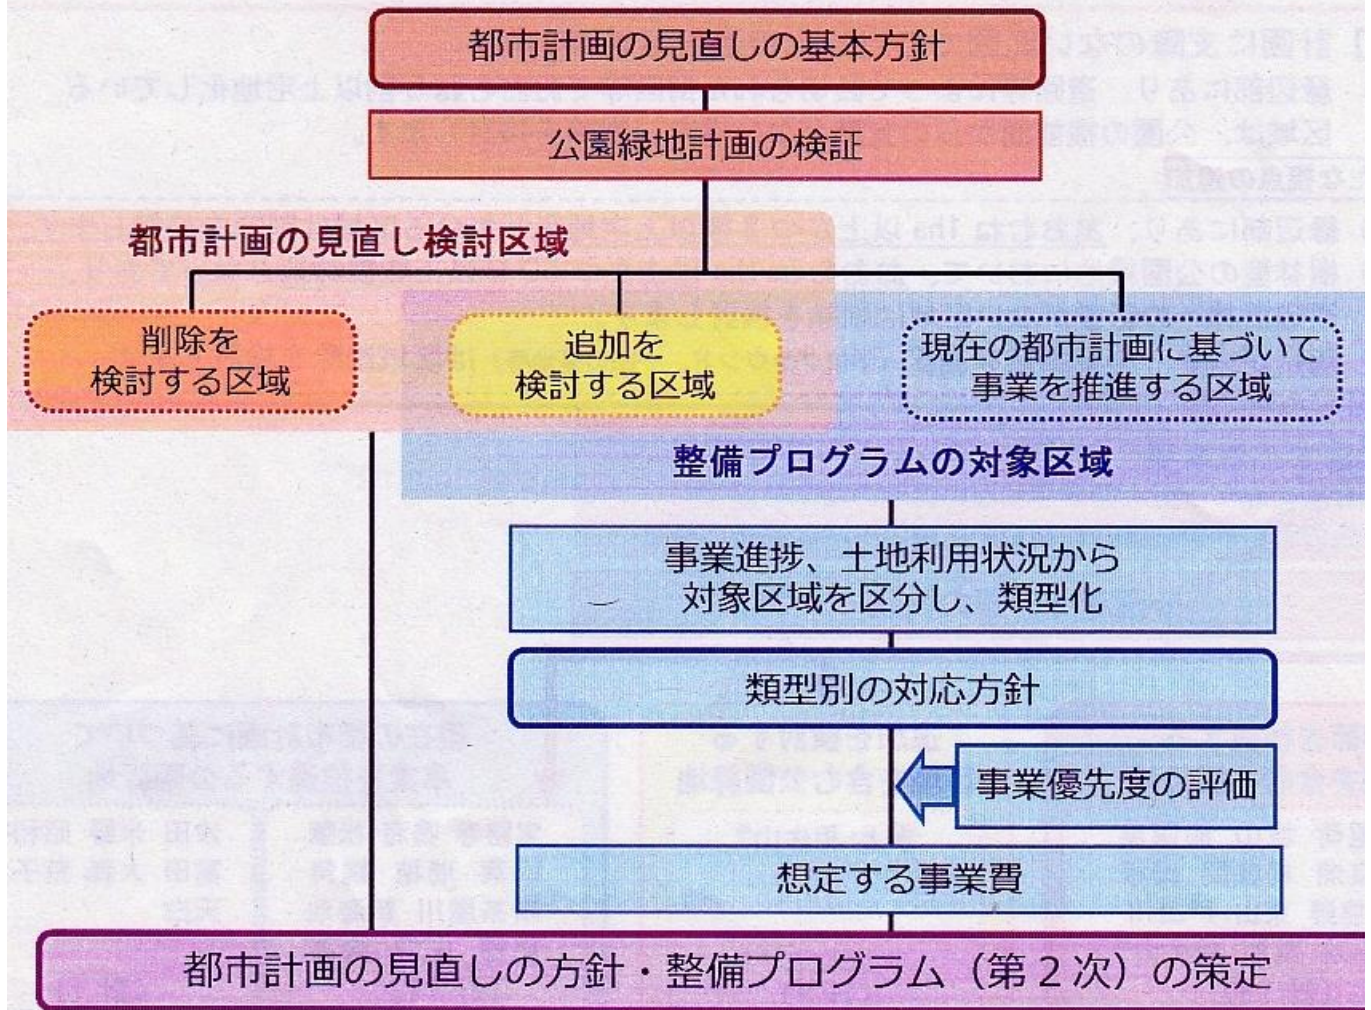 都市計画の見直しの基本方針
公園緑地計画の検証
都市計画の見直し検討区域
削除を
検討する区域
追加を
検討する区域
現在の都市計画に基づいて
事業を推進する区域
整備プログラムの対象区域
事業進捗、土地利用状況から
対象区域を区分し、類型化
類型別の対応方針
事業優先度の評価
想定する事業費
都市計画の見直しの方針・整備プログラム(第2次)の策定